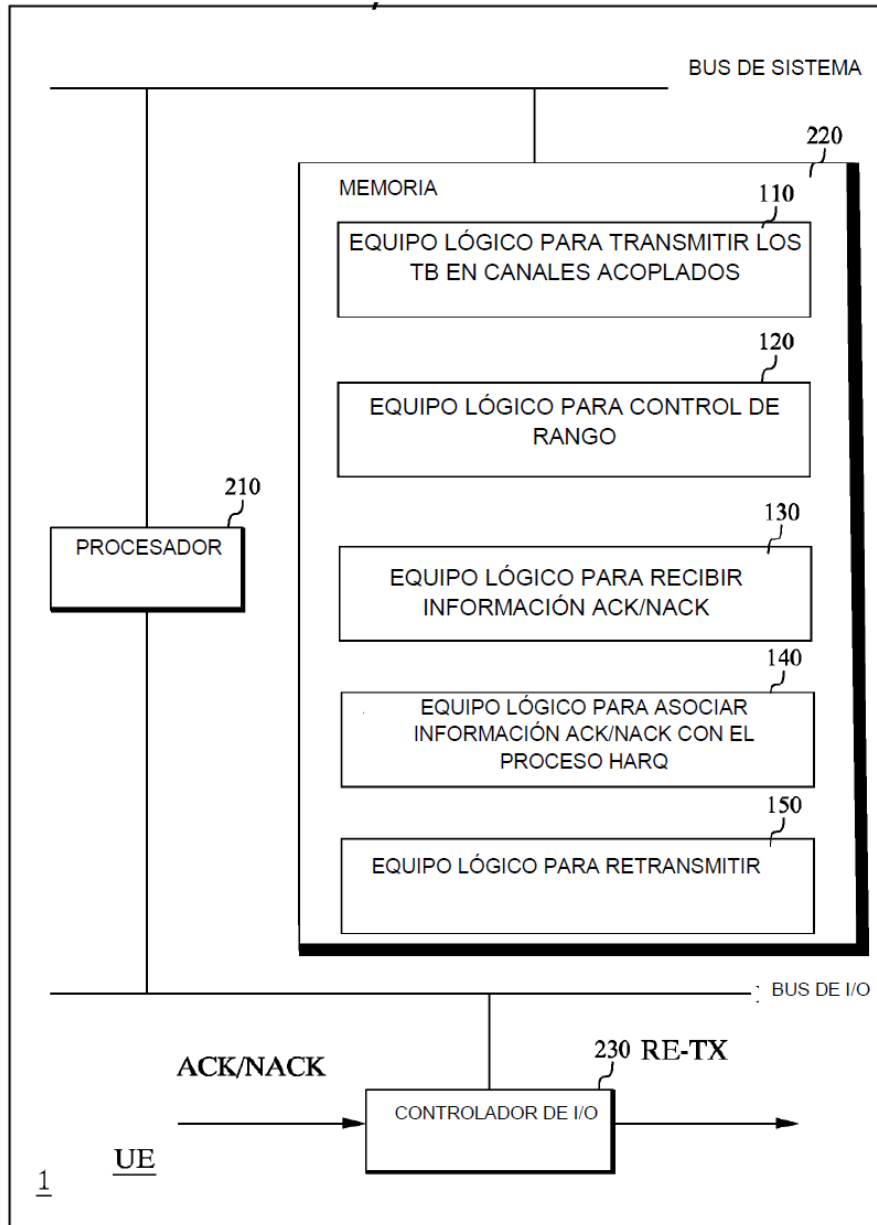 BUS DE SISTEMA
220
MEMORIA
110
EQUIPO LÓGICO PARA TRANSMITIR LOS
TB EN CANALES ACOPLADOS
120
EQUIPO LÓGICO PARA CONTROL DE
RANGO
210
PROCESADOR
130
EQUIPO LÓGICO PARA RECIBIR
INFORMACIÓN ACK/NACK
140
EQUIPO LÓGICO PARA ASOCIAR
INFORMACIÓN ACK/NACK CON EL
PROCESO HARQ
150
EQUIPO LÓGICO PARA RETRANSMITIR
BUS DE I/O
ACK/NACK
230 RE-TX
CONTROLADOR DE I/O
UE
1